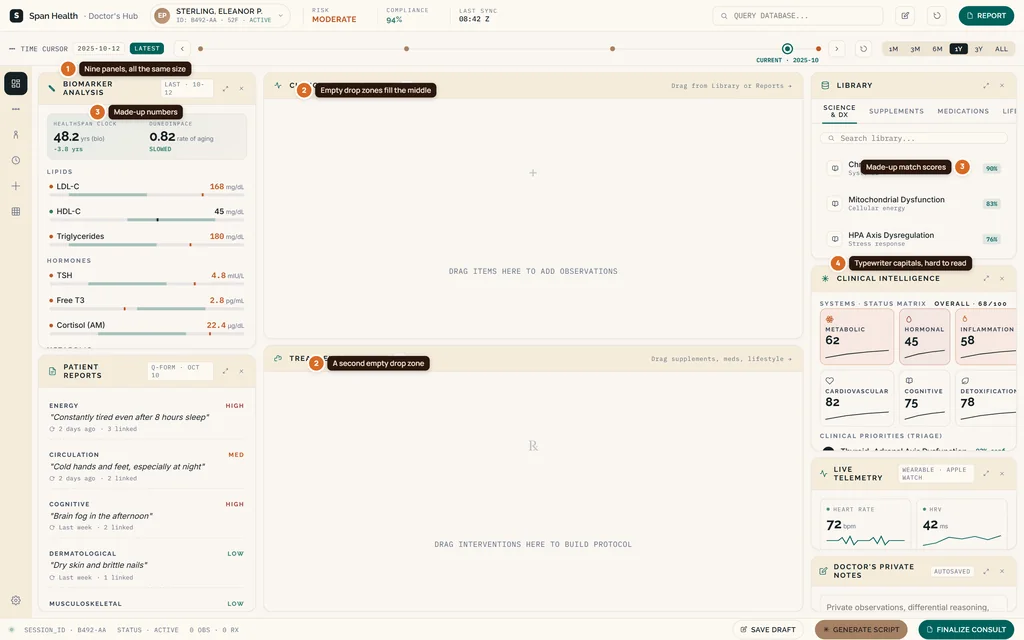 S Span Health · Doctor's Hub
EP STERLING, ELEANOR P.
ID: B492-AA · 52F · ACTIVE
RISK
MODERATE
COMPLIANCE
94%
LAST SYNC
08:42 Z
QUERY DATABASE...
REPORT
TIME CURSOR 2025-10-12 LATEST
CURRENT · 2025-10
1M 3M 6M 1Y 3Y ALL
1 Nine panels, all the same size
BIOMARKER
ANALYSIS
LAST · 10-
12
3 Made-up numbers
HEALTHSPAN CLOCK
48.2 yrs (bio)
-3.8 yrs
DUNEDINPACE
0.82 rate of aging
SLOWED
LIPIDS
LDL-C 168 mg/dL
HDL-C 45 mg/dL
Triglycerides 180 mg/dL
HORMONES
TSH 4.8 mIU/L
Free T3 2.8 pg/mL
Cortisol (AM) 22.4 μg/dL
PATIENT
REPORTS
Q-FORM · OCT
10
ENERGY HIGH
"Constantly tired even after 8 hours sleep"
2 days ago · 3 linked
CIRCULATION MED
"Cold hands and feet, especially at night"
2 days ago · 2 linked
COGNITIVE HIGH
"Brain fog in the afternoon"
Last week · 2 linked
DERMATOLOGICAL LOW
"Dry skin and brittle nails"
Last week · 1 linked
MUSCULOSKELETAL LOW
2 Empty drop zones fill the middle
Drag from Library or Reports →
+
DRAG ITEMS HERE TO ADD OBSERVATIONS
2 A second empty drop zone
Drag supplements, meds, lifestyle →
℞
DRAG INTERVENTIONS HERE TO BUILD PROTOCOL
LIBRARY
SCIENCE
& DX
SUPPLEMENTS MEDICATIONS LIF
Search library...
Made-up match scores 3
90%
Mitochondrial Dysfunction
Cellular energy
83%
HPA Axis Dysregulation
Stress response
76%
4 Typewriter capitals, hard to read
CLINICAL INTELLIGENCE
SYSTEMS · STATUS MATRIX OVERALL · 68/100
METABOLIC
62
HORMONAL
45
INFLAMMATION
58
CARDIOVASCULAR
82
COGNITIVE
75
DETOXIFICATION
78
CLINICAL PRIORITIES (TRIAGE)
LIVE
TELEMETRY
WEARABLE · APPLE
WATCH
HEART RATE
72 bpm
HRV
42 ms
DOCTOR'S PRIVATE
NOTES
AUTOSAVED
Private observations, differential reasoning,
SESSION_ID · B492-AA STATUS · ACTIVE 0 OBS · 0 RX
SAVE DRAFT
GENERATE SCRIPT
FINALIZE CONSULT